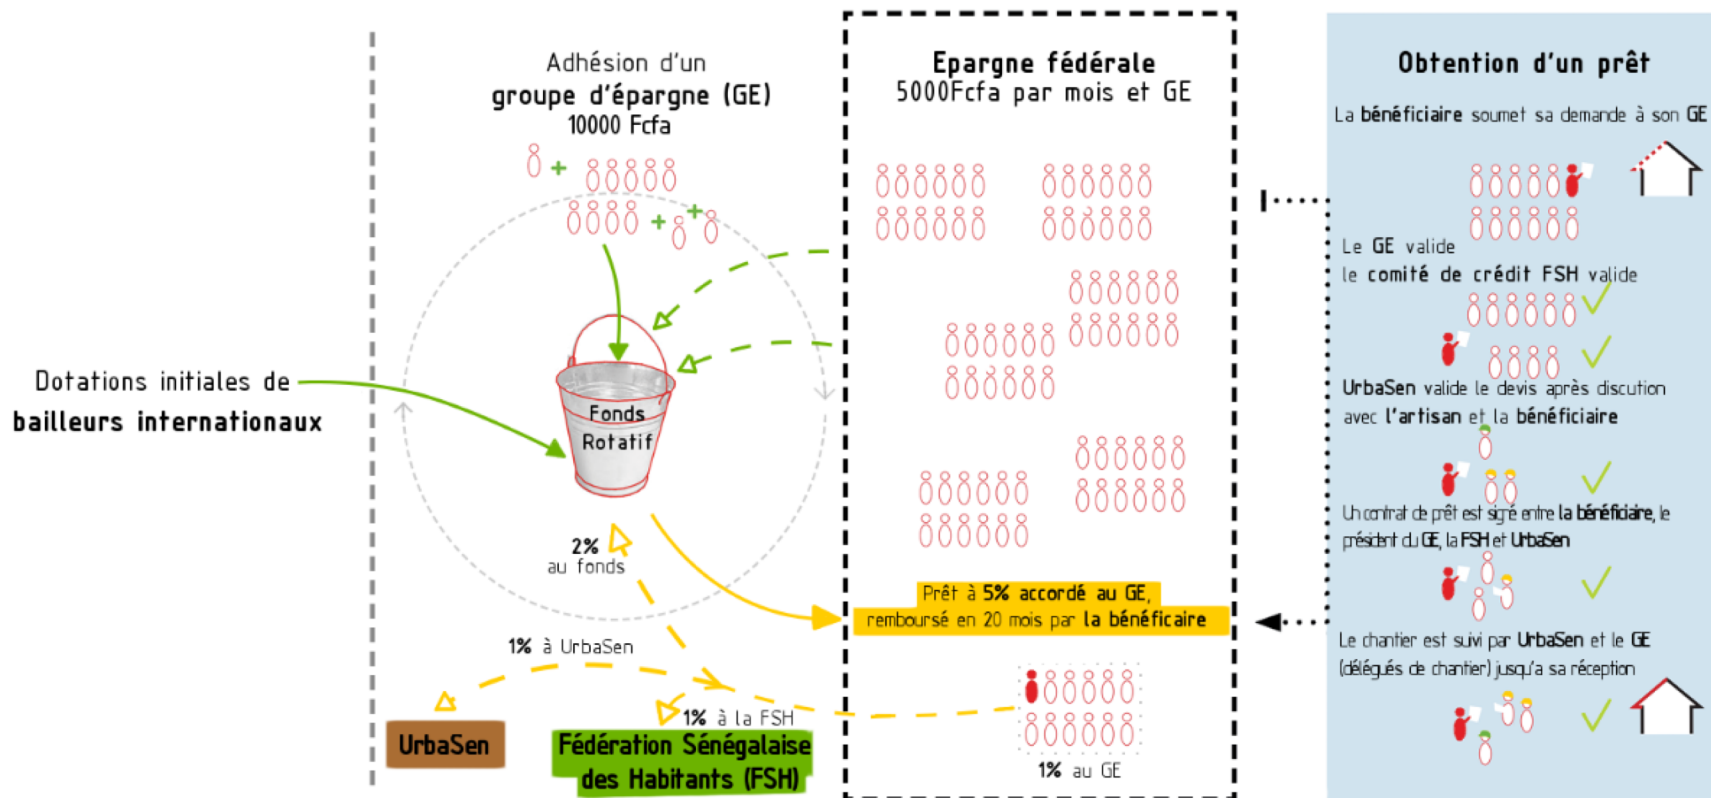 Adhésion d'un
groupe d'épargne (GE)
10000 Fcfa
Dotations initiales de
bailleurs internationaux
Fonds
Rotatif
2%
au fonds
1% à UrbaSen
1% à la FSH
UrbaSen
Fédération Sénégalaise
des Habitants (FSH)
Epargne fédérale
5000Fcfa par mois et GE
Prêt à 5% accordé au GE,
remboursé en 20 mois par la bénéficaire
1% au GE
Obtention d'un prêt
La bénéficiaire soumet sa demande à son GE
Le GE valide
le comité de crédit FSH valide
UrbaSen valide le devis après discution
avec l'artisan et la bénéficiaire
Un contrat de prêt est signé entre la bénéficiaire, le
président du GE, la FSH et UrbaSen
Le chantier est suivi par UrbaSen et le GE
(délégués de chantier) jusqu'a sa réception